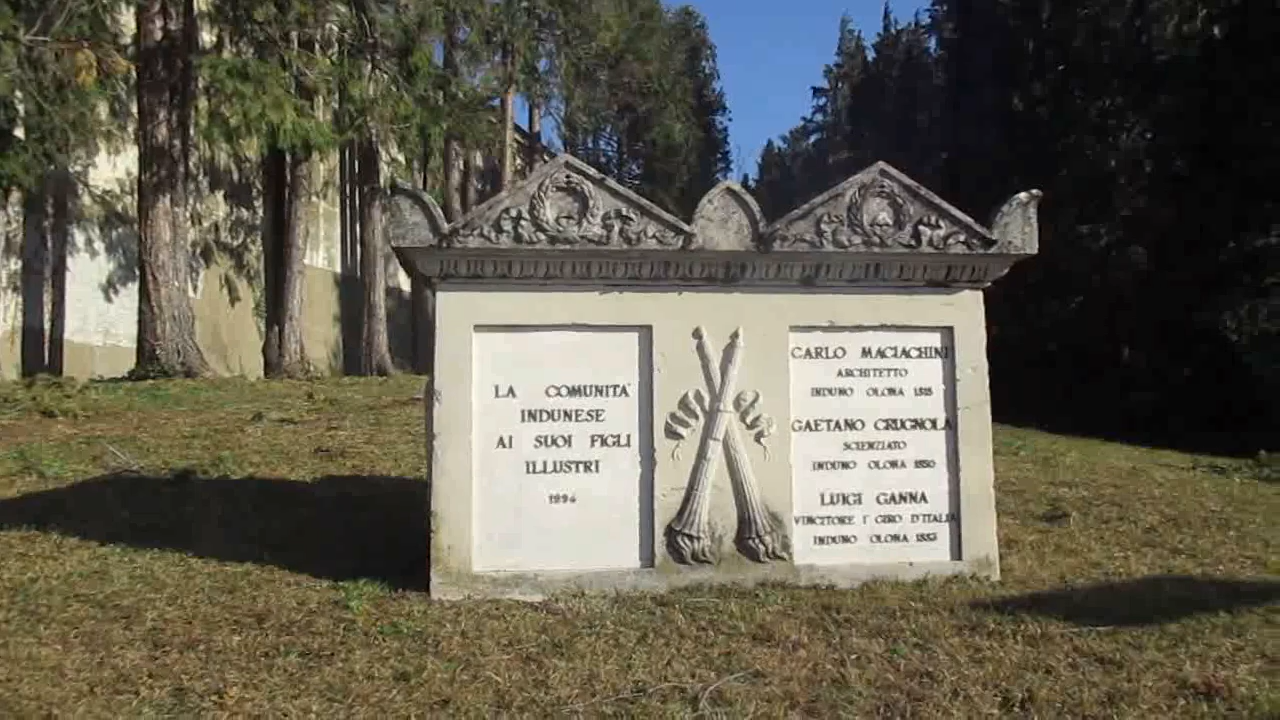 LA COMUNITA'
INDUNESE
AI SUOI FIGLI
ILLUSTRI
1994
CARLO MACIACHINI
ARCHITETTO
INDUNO OLONA 1818
GAETANO CRUGNOLA
SCIENZIATO
INDUNO OLONA 1850
LUIGI GANNA
VINCITORE I° GIRO D'ITALIA
INDUNO OLONA 1883